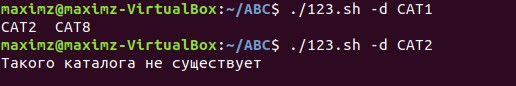 maximz@maximz-VirtualBox:~/ABC$ ./123.sh -d CAT1
CAT2  CAT8
maximz@maximz-VirtualBox:~/ABC$ ./123.sh -d CAT2
Такого каталога не существует